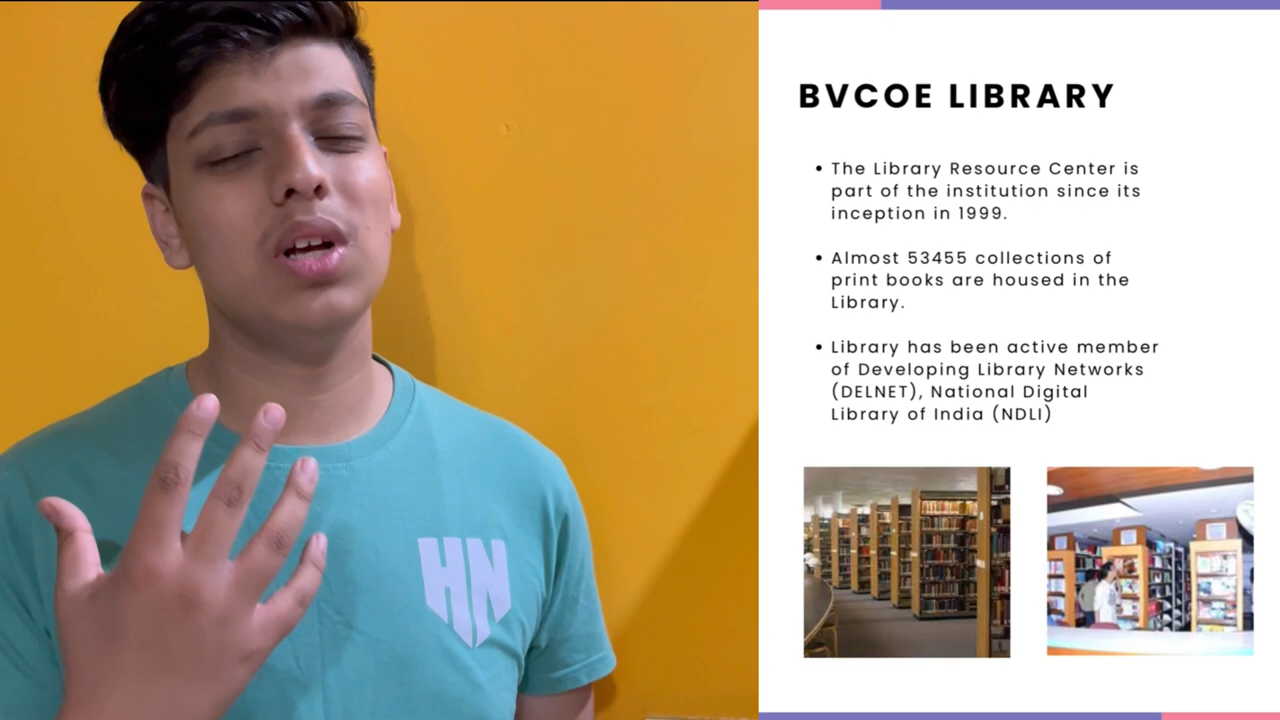 HN
BVCOE LIBRARY
• The Library Resource Center is
part of the institution since its
inception in 1999.
• Almost 53455 collections of
print books are housed in the
Library.
• Library has been active member
of Developing Library Networks
(DELNET), National Digital
Library of India (NDLI)